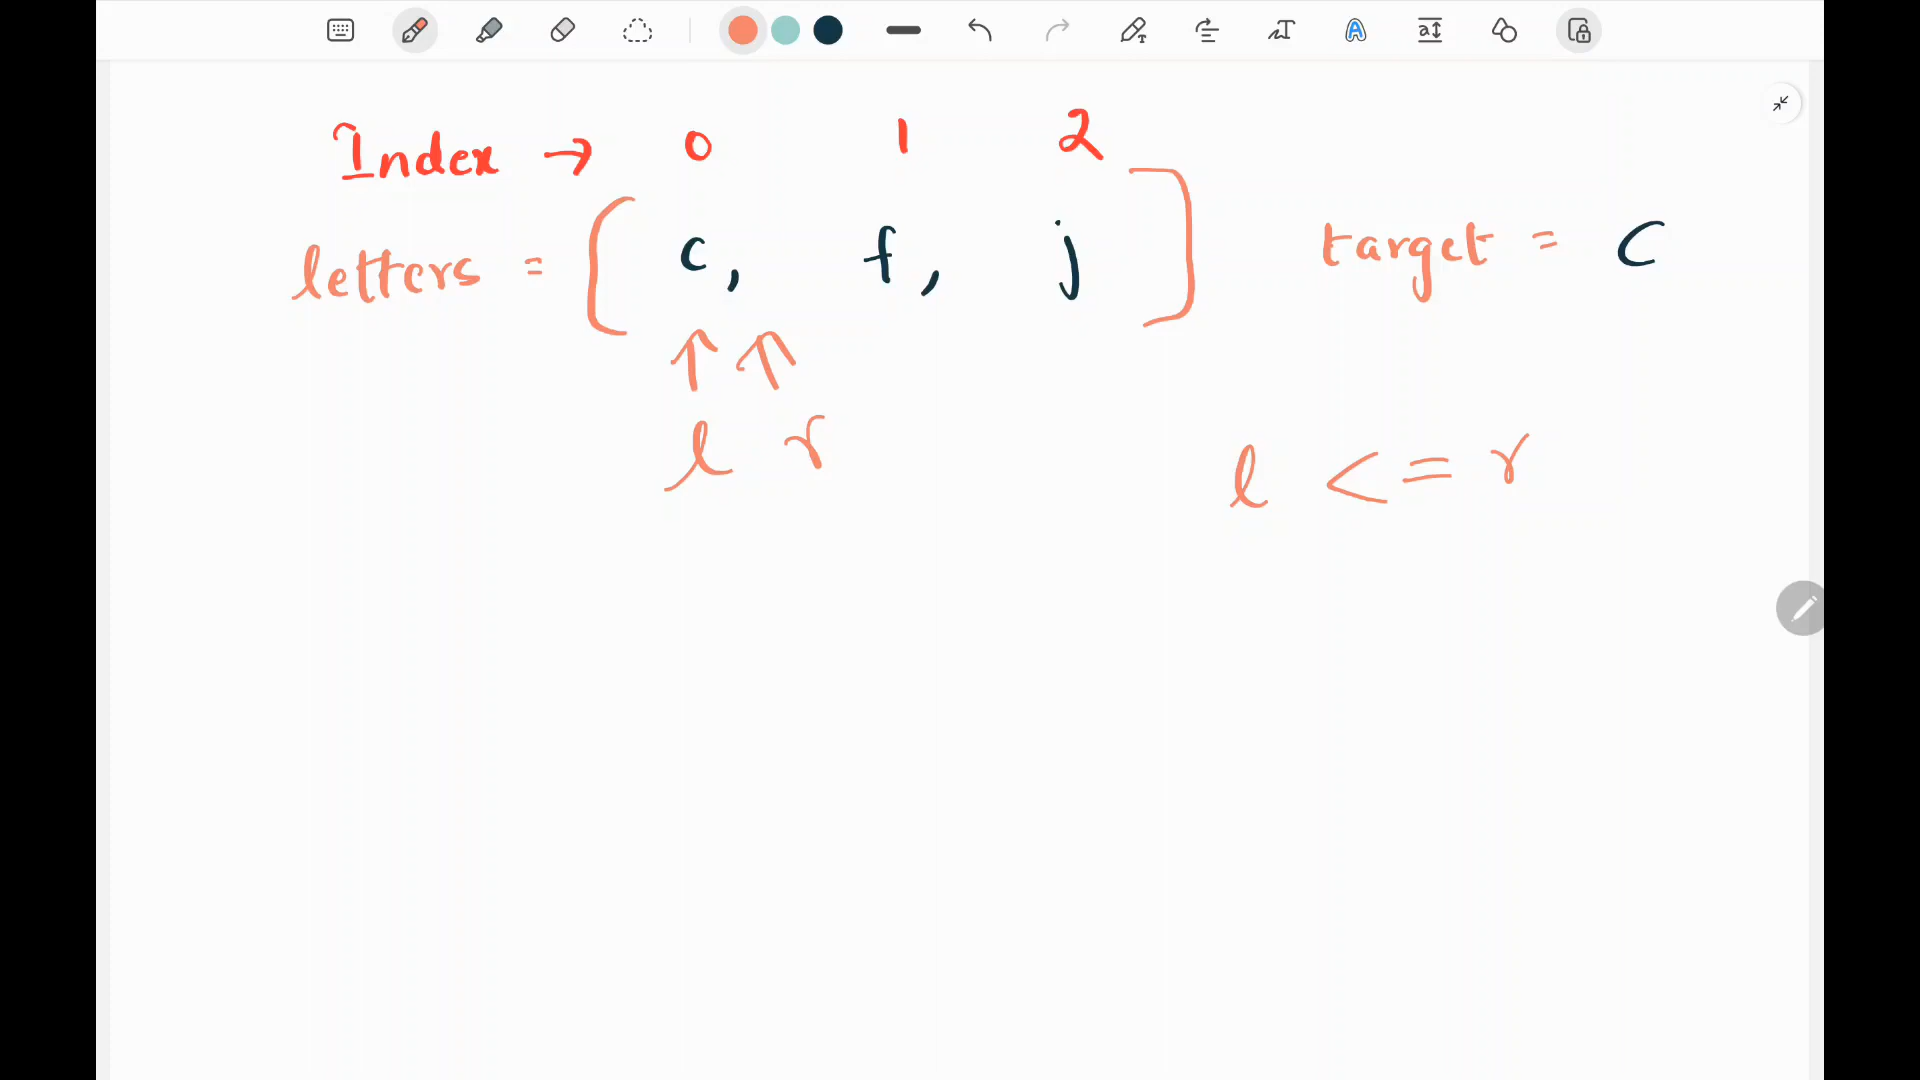 Index → 0 1 2
letters = [c, f, j] target = c
↑ ↑
l r
l <= r